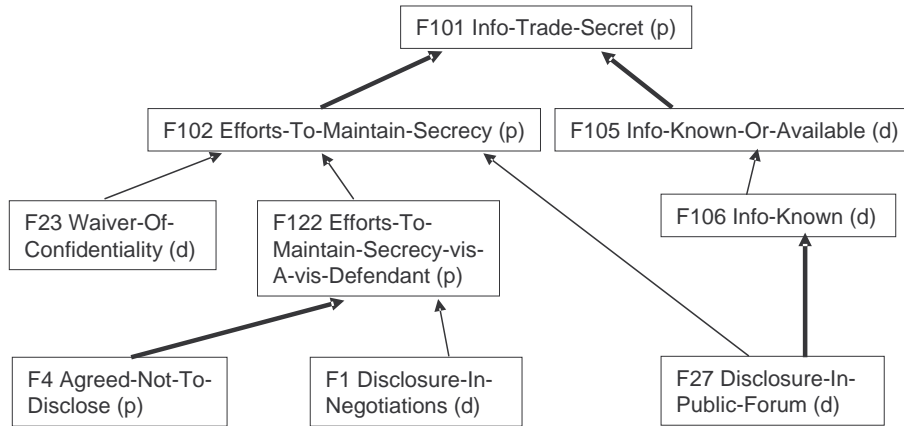 F101 Info-Trade-Secret (p)
F102 Efforts-To-Maintain-Secrecy (p)
F105 Info-Known-Or-Available (d)
F23 Waiver-Of-
Confidentiality (d)
F122 Efforts-To-
Maintain-Secrecy-vis-
A-vis-Defendant (p)
F106 Info-Known (d)
F4 Agreed-Not-To-
Disclose (p)
F1 Disclosure-In-
Negotiations (d)
F27 Disclosure-In-
Public-Forum (d)